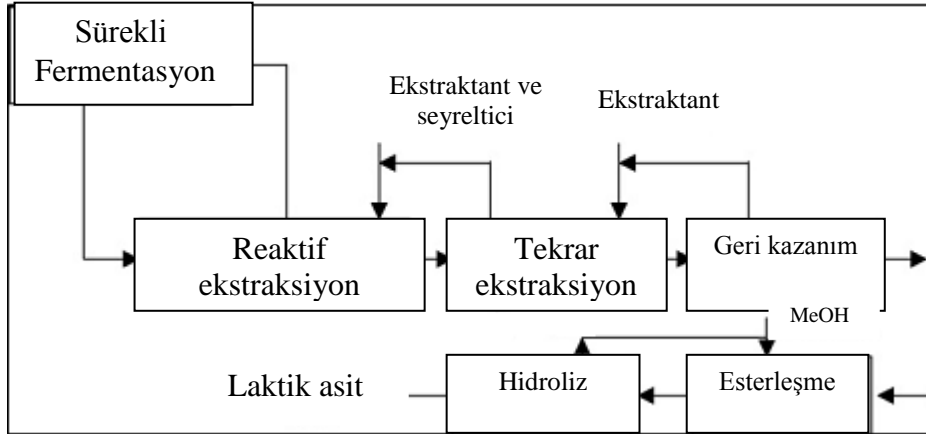 Sürekli
Fermentasyon
Ekstraktant ve
seyreltici
Ekstraktant
Reaktif
ekstraksiyon
Tekrar
ekstraksiyon
Geri kazanım
MeOH
Laktik asit
Hidroliz
Esterleşme